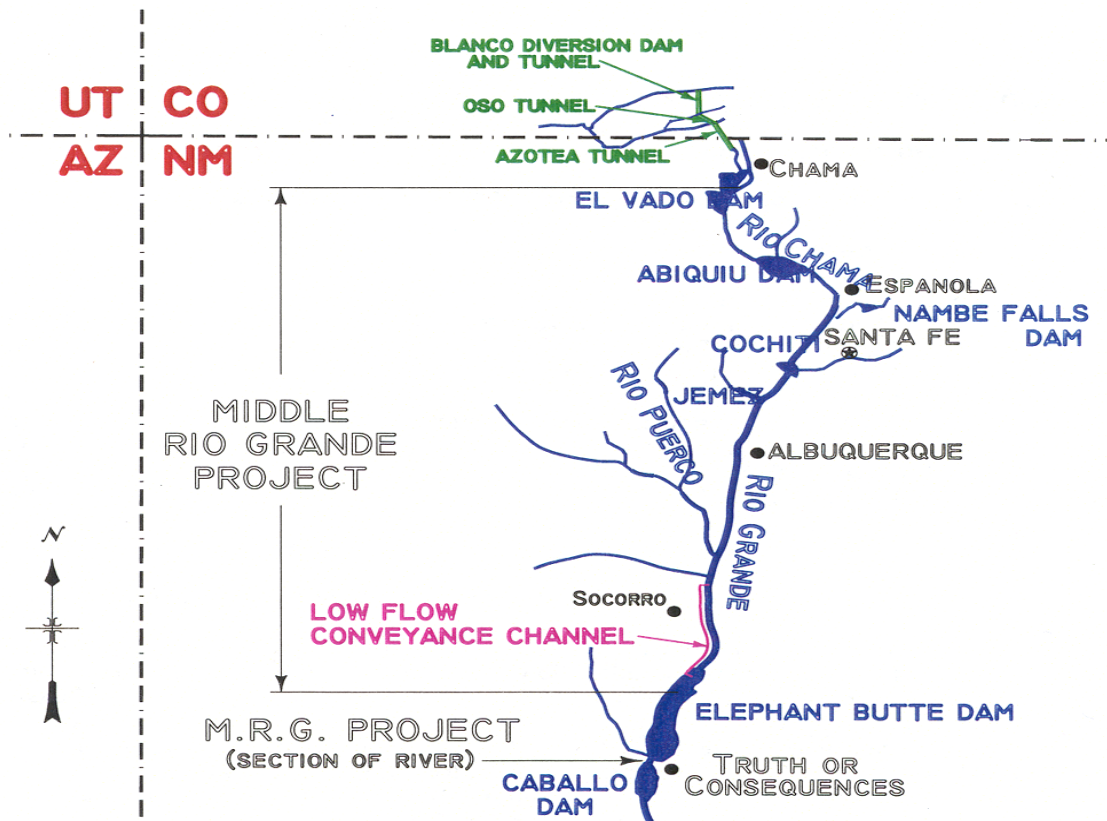 BLANCO DIVERSION DAM
AND TUNNEL
UT CO
OSO TUNNEL
AZ NM
AZOTEA TUNNEL
CHAMA
EL VADO DAM
RIO CHAMA
ABIQUIU DAM
ESPANOLA
NAMBE FALLS
DAM
SANTA FE
COCHITI
RIO PUERCO
JEMEZ
MIDDLE
RIO GRANDE
PROJECT
ALBUQUERQUE
RIO GRANDE
N
SOCORRO
LOW FLOW
CONVEYANCE CHANNEL
ELEPHANT BUTTE DAM
M.R.G. PROJECT
(SECTION OF RIVER)
TRUTH OR
CONSEQUENCES
CABALLO
DAM